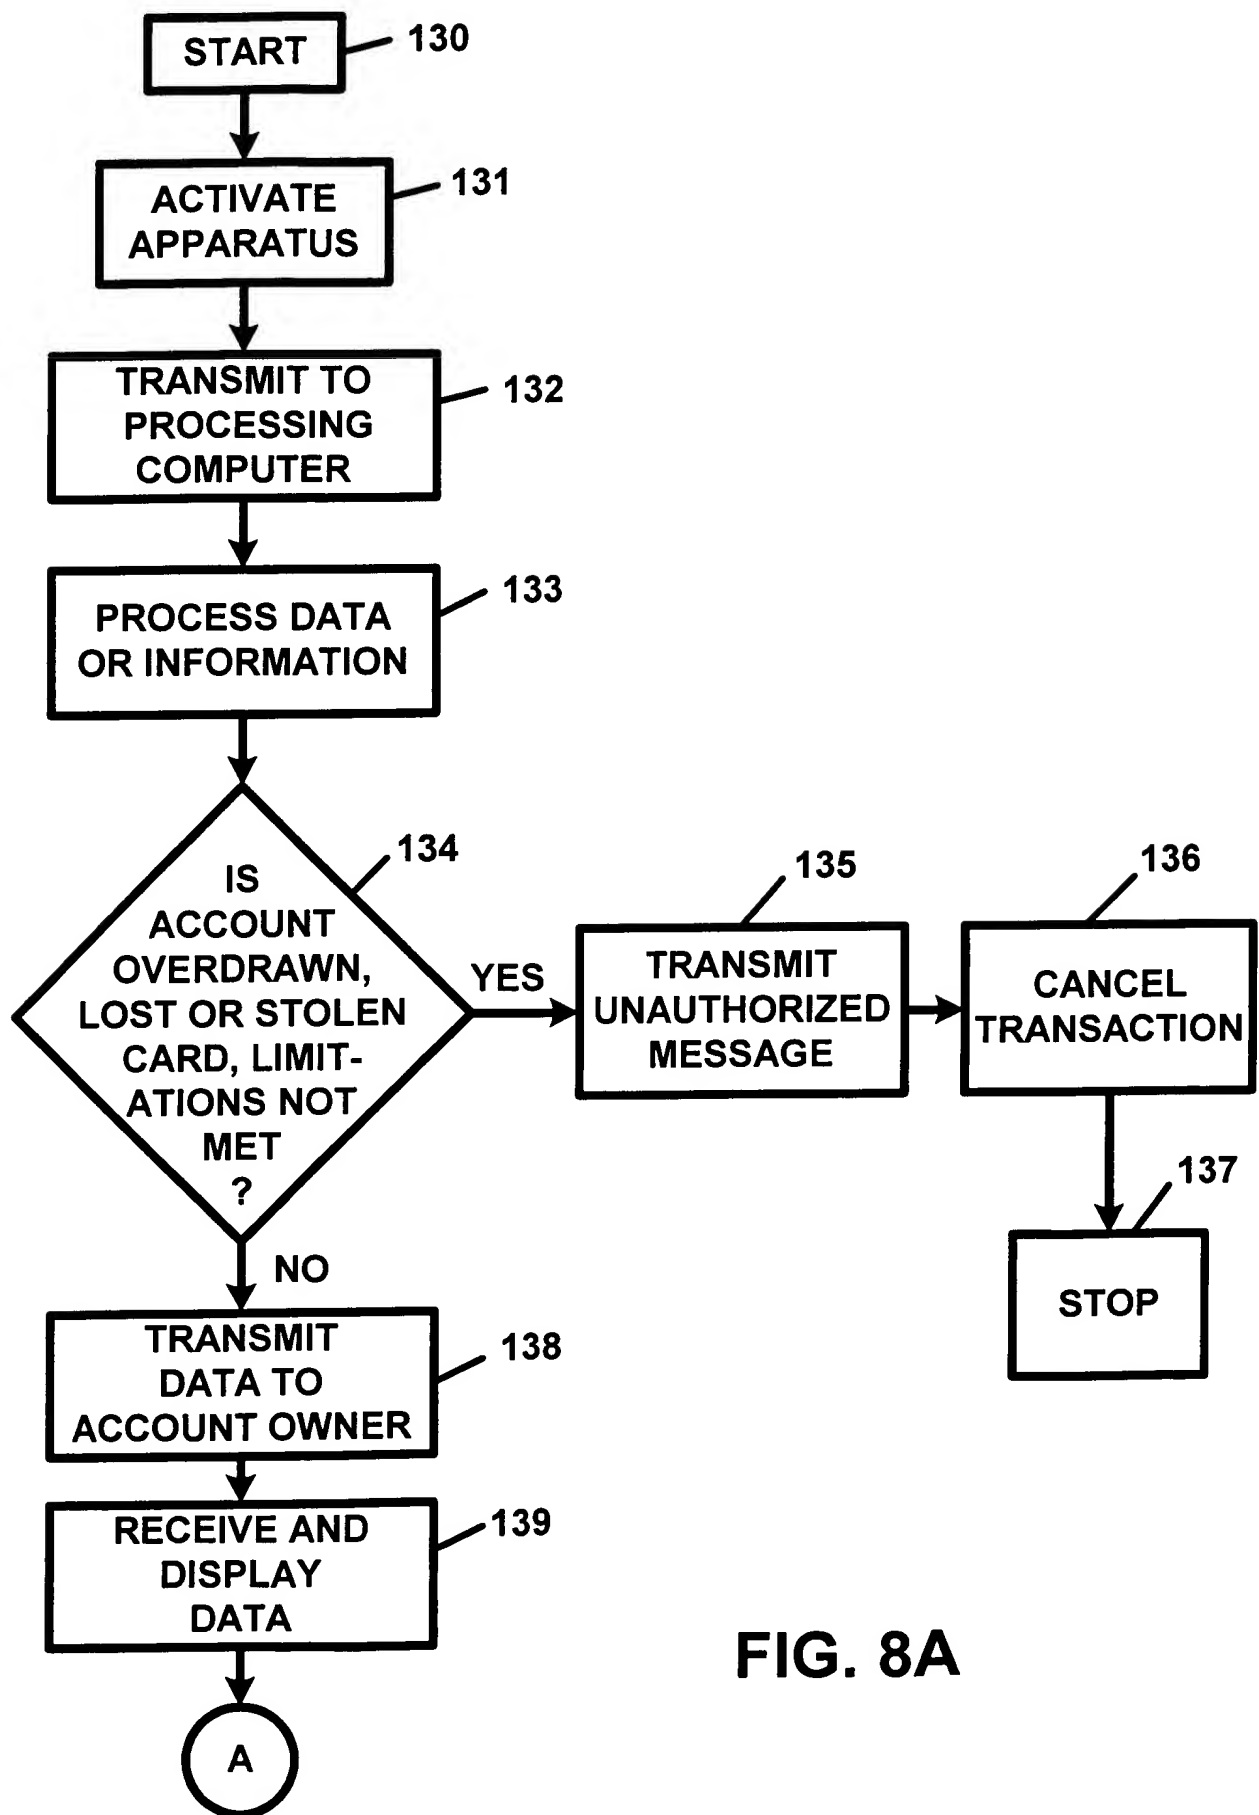 START
130
ACTIVATE
APPARATUS
131
TRANSMIT TO
PROCESSING
COMPUTER
132
PROCESS DATA
OR INFORMATION
133
IS
ACCOUNT
OVERDRAWN,
LOST OR STOLEN
CARD, LIMIT-
ATIONS NOT
MET
?
134
YES
TRANSMIT
UNAUTHORIZED
MESSAGE
135
CANCEL
TRANSACTION
136
STOP
137
NO
TRANSMIT
DATA TO
ACCOUNT OWNER
138
RECEIVE AND
DISPLAY
DATA
139
A
FIG. 8A